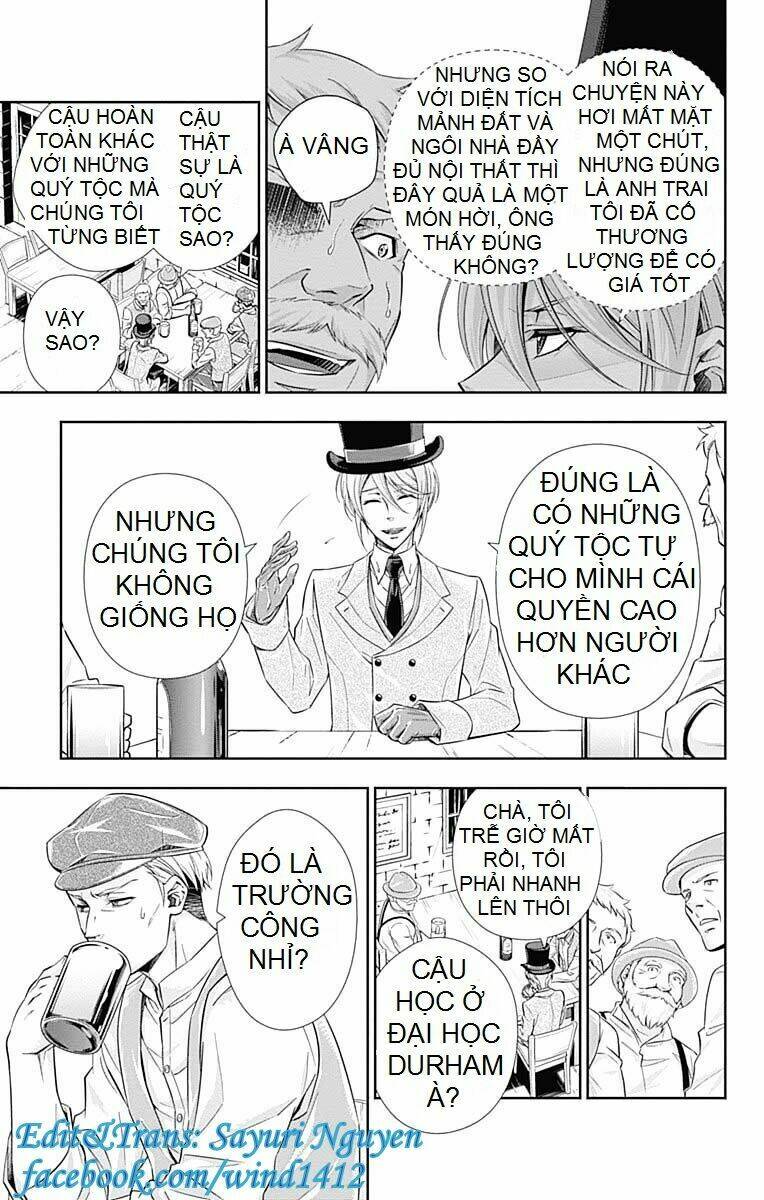 NÓI RA
CHUYỆN NÀY
HƠI MẤT MẶT
MỘT CHÚT,
NHƯNG ĐÚNG
LÀ ANH TRAI
TÔI ĐÃ CỐ
THƯƠNG
LƯỢNG ĐỂ CÓ
GIÁ TỐT
NHƯNG SO
VỚI DIỆN TÍCH
MẢNH ĐẤT VÀ
NGÔI NHÀ ĐẦY
ĐỦ NỘI THẤT THÌ
ĐÂY QUẢ LÀ MỘT
MÓN HỜI, ÔNG
THẤY ĐÚNG
KHÔNG?
À VÂNG
CẬU
THẬT
SỰ LÀ
QUÝ
TỘC
SAO?
CẬU HOÀN
TOÀN KHÁC
VỚI NHỮNG
QUÝ TỘC MÀ
CHÚNG TÔI
TỪNG BIẾT
VẬY
SAO?
ĐÚNG LÀ
CÓ NHỮNG
QUÝ TỘC TỰ
CHO MÌNH CÁI
QUYỀN CAO
HƠN NGƯỜI
KHÁC
NHƯNG
CHÚNG TÔI
KHÔNG
GIỐNG HỌ
CHÀ, TÔI
TRỄ GIỜ MẤT
RỒI, TÔI
PHẢI NHANH
LÊN THÔI
CẬU
HỌC Ở
ĐẠI HỌC
DURHAM
À?
ĐÓ LÀ
TRƯỜNG
CÔNG
NHỈ?
Edit&Trans: Sayuri Nguyen
facebook.com/wind1412